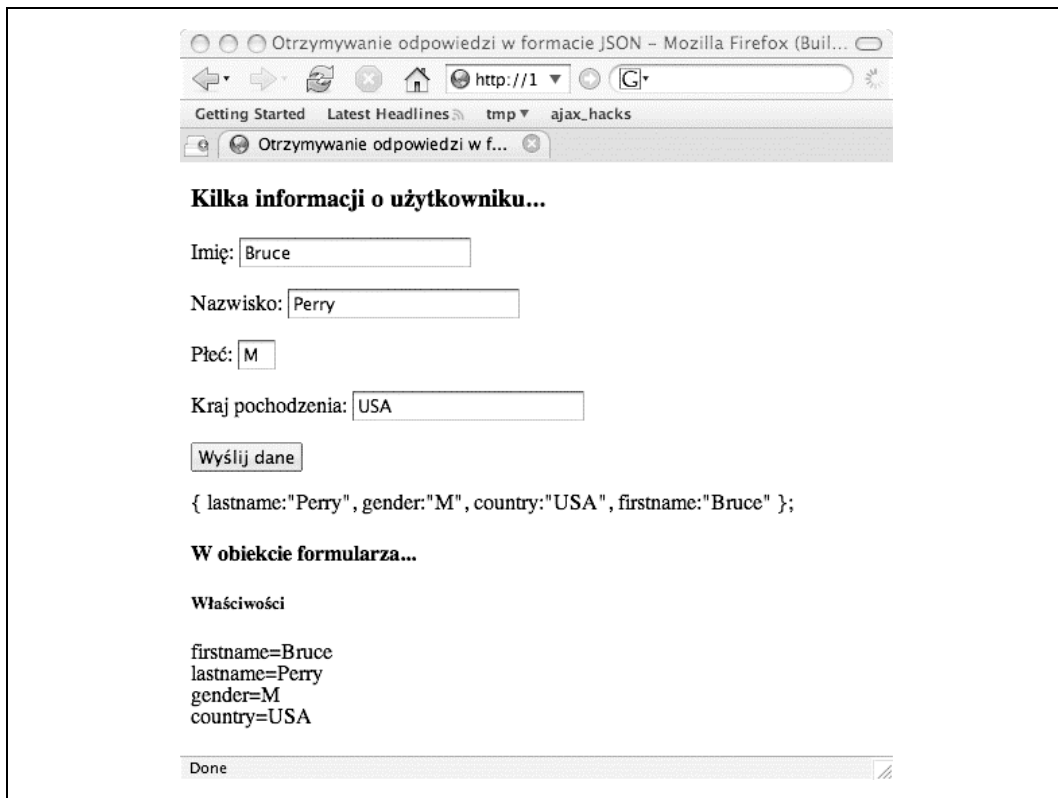 Otrzymywanie odpowiedzi w formacie JSON – Mozilla Firefox (Buil...
http://1
G
Getting Started Latest Headlines tmp ajax_hacks
Otrzymywanie odpowiedzi w f...
Kilka informacji o użytkowniku...
Imię: Bruce
Nazwisko: Perry
Płeć: M
Kraj pochodzenia: USA
Wyślij dane
{ lastname:"Perry", gender:"M", country:"USA", firstname:"Bruce" };
W obiekcie formularza...
Właściwości
firstname=Bruce
lastname=Perry
gender=M
country=USA
Done